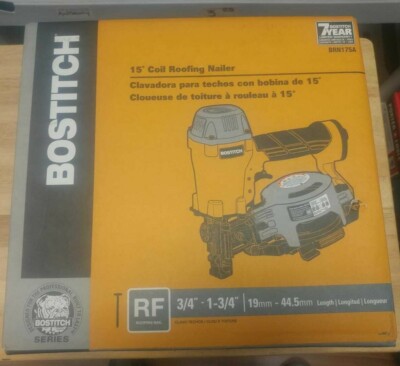 BOSTITCH
7 YEAR
BRN175A
15° Coil Roofing Nailer
Clavadora para techos con bobina de 15°
Cloueuse de toiture à rouleau à 15°
BOSTITCH
RF
3/4" - 1-3/4" | 19mm - 44.5mm Length | Longitud | Longueur
BOSTITCH
SERIES